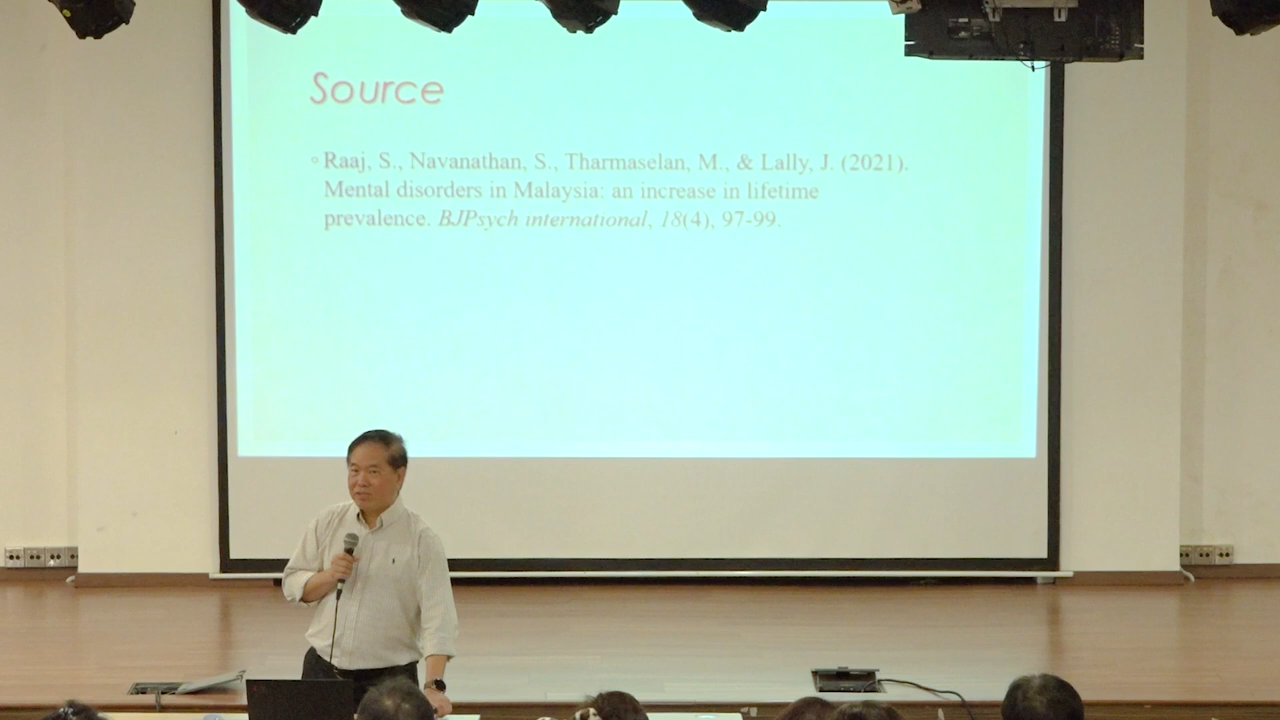 Source
Raaj, S., Navanathan, S., Tharmaselan, M., & Lally, J. (2021).
Mental disorders in Malaysia: an increase in lifetime
prevalence. BJPsych international, 18(4), 97-99.